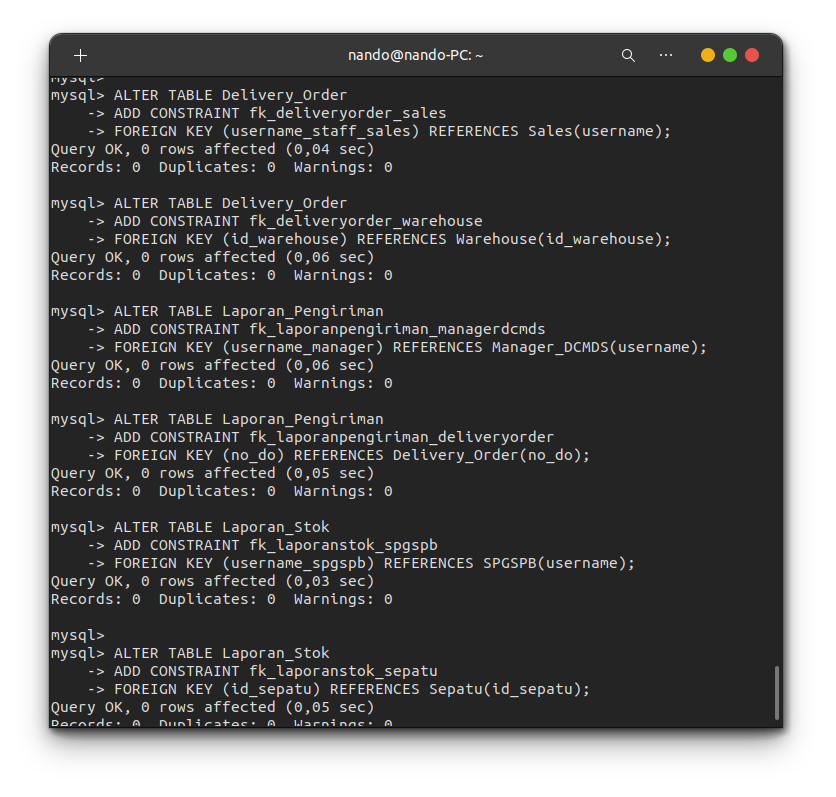 nando@nando-PC: ~
mysql>
mysql> ALTER TABLE Delivery_Order
    -> ADD CONSTRAINT fk_deliveryorder_sales
    -> FOREIGN KEY (username_staff_sales) REFERENCES Sales(username);
Query OK, 0 rows affected (0,04 sec)
Records: 0  Duplicates: 0  Warnings: 0

mysql> ALTER TABLE Delivery_Order
    -> ADD CONSTRAINT fk_deliveryorder_warehouse
    -> FOREIGN KEY (id_warehouse) REFERENCES Warehouse(id_warehouse);
Query OK, 0 rows affected (0,06 sec)
Records: 0  Duplicates: 0  Warnings: 0

mysql> ALTER TABLE Laporan_Pengiriman
    -> ADD CONSTRAINT fk_laporanpengiriman_managerdcmds
    -> FOREIGN KEY (username_manager) REFERENCES Manager_DCMDS(username);
Query OK, 0 rows affected (0,06 sec)
Records: 0  Duplicates: 0  Warnings: 0

mysql> ALTER TABLE Laporan_Pengiriman
    -> ADD CONSTRAINT fk_laporanpengiriman_deliveryorder
    -> FOREIGN KEY (no_do) REFERENCES Delivery_Order(no_do);
Query OK, 0 rows affected (0,05 sec)
Records: 0  Duplicates: 0  Warnings: 0

mysql> ALTER TABLE Laporan_Stok
    -> ADD CONSTRAINT fk_laporanstok_spgspb
    -> FOREIGN KEY (username_spgspb) REFERENCES SPGSPB(username);
Query OK, 0 rows affected (0,03 sec)
Records: 0  Duplicates: 0  Warnings: 0

mysql>
mysql> ALTER TABLE Laporan_Stok
    -> ADD CONSTRAINT fk_laporanstok_sepatu
    -> FOREIGN KEY (id_sepatu) REFERENCES Sepatu(id_sepatu);
Query OK, 0 rows affected (0,05 sec)
Records: 0  Duplicates: 0  Warnings: 0